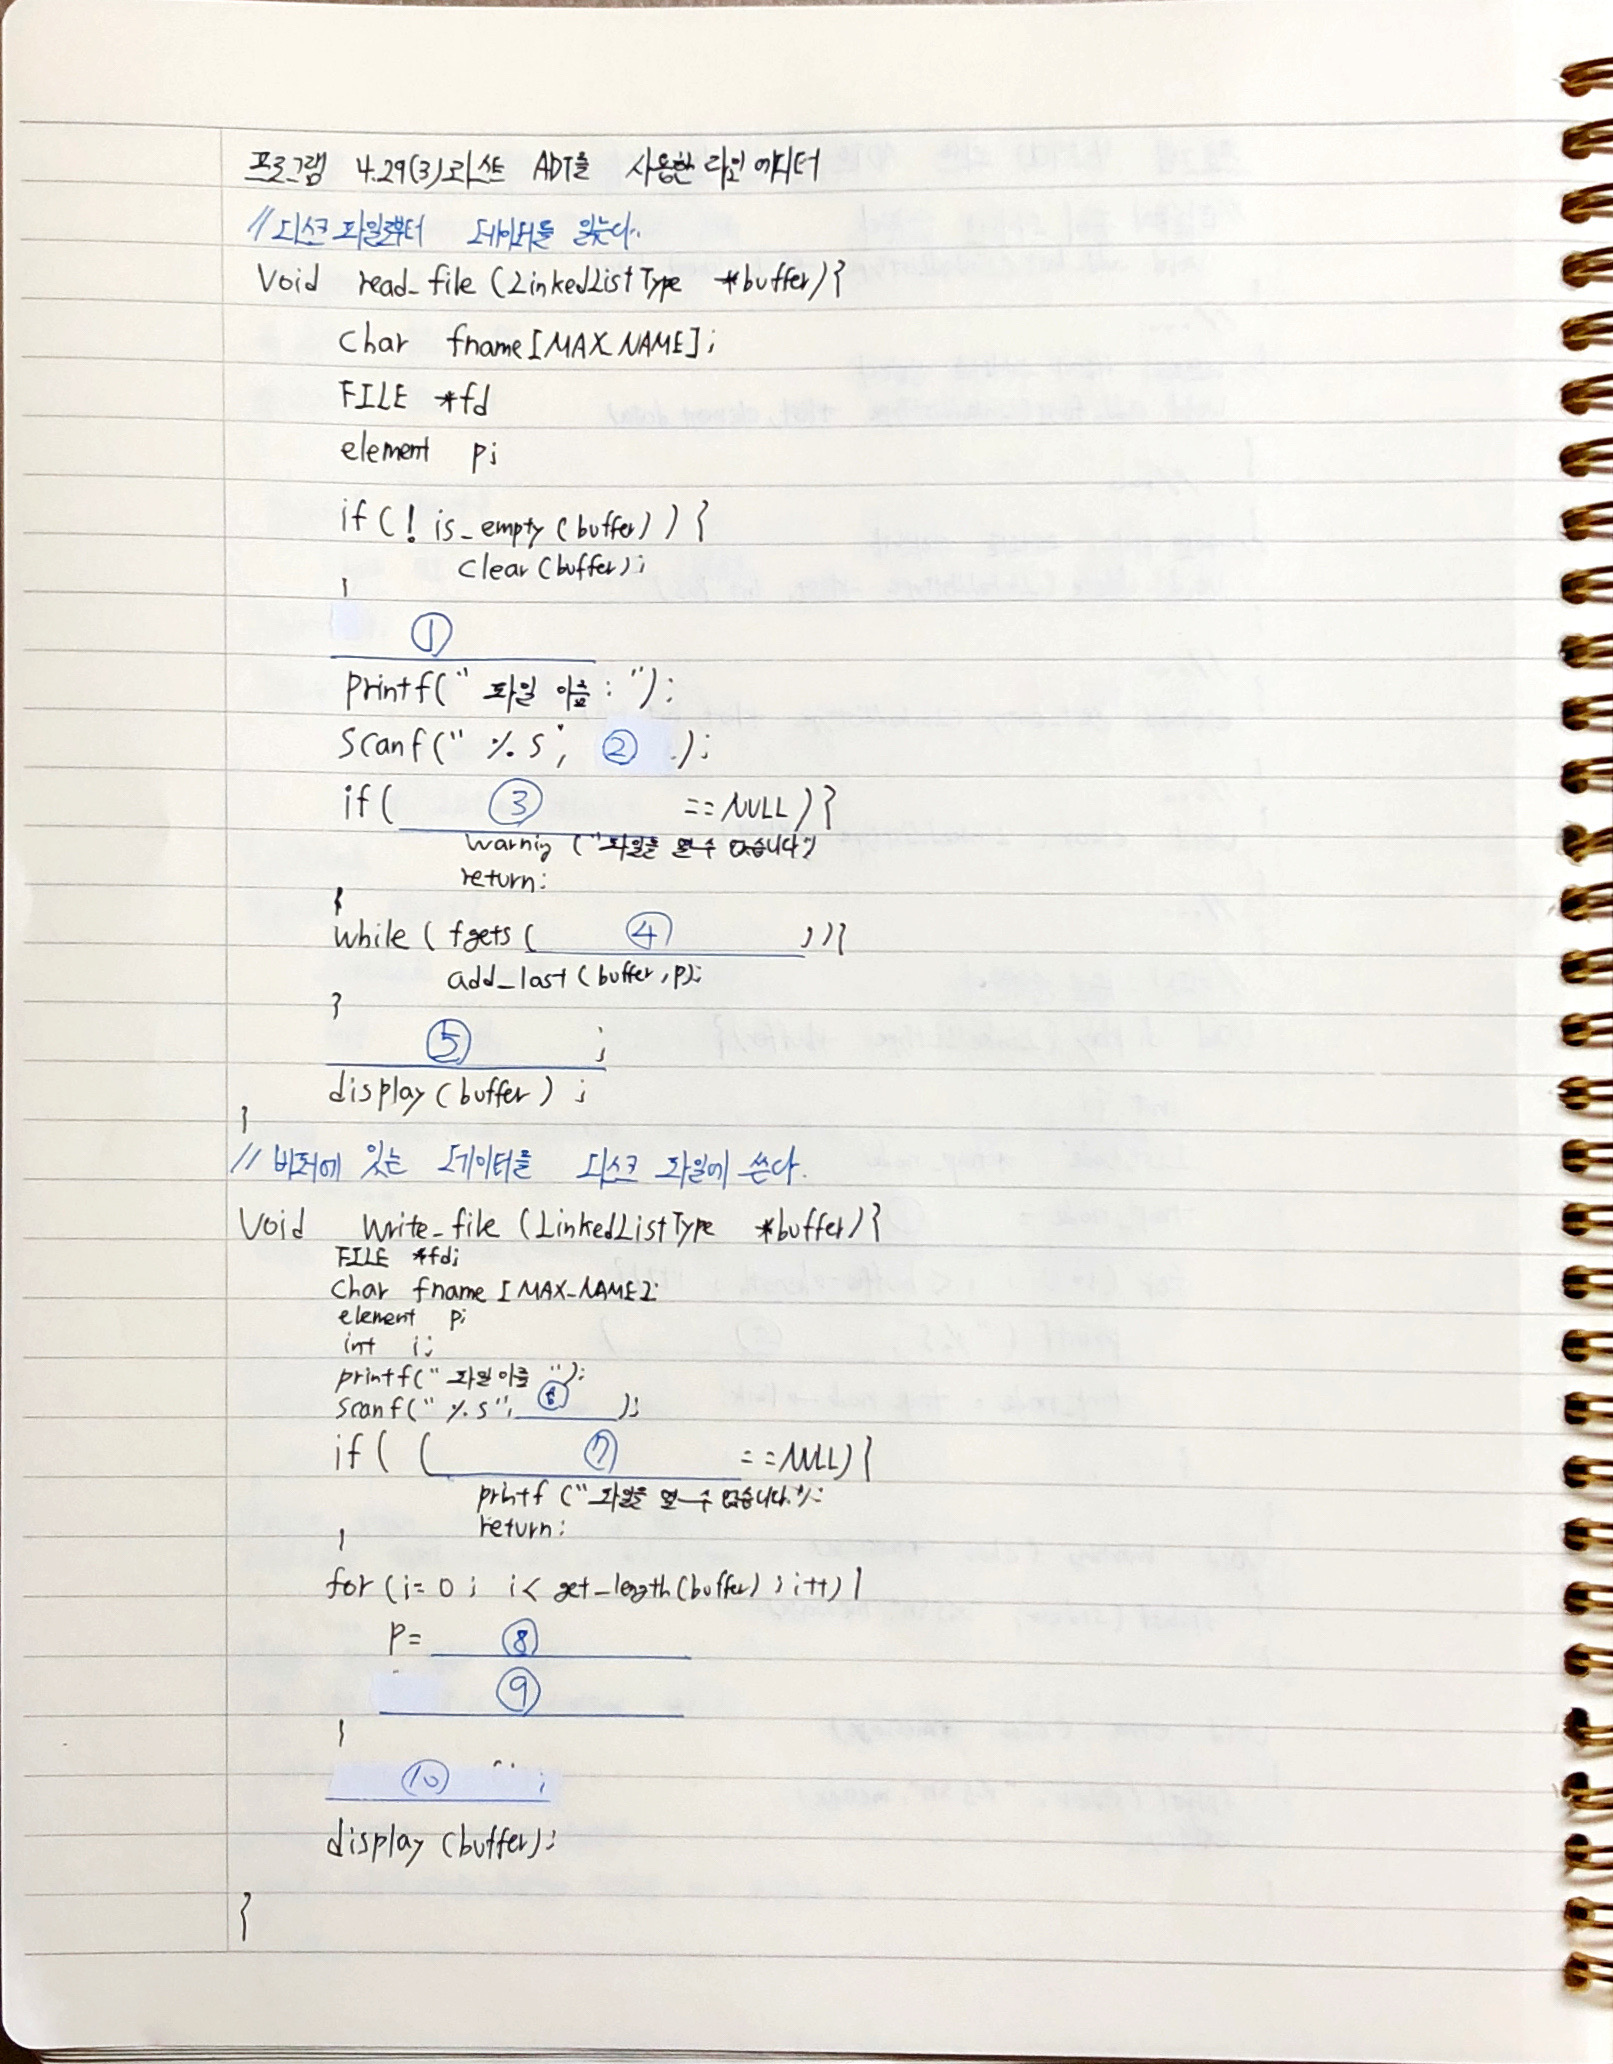 프로그램 4.29(3)리스트 ADT를 사용한 라인 에디터
// 디스크 파일로부터 데이터를 읽는다.
Void read_file (LinkedList Type *buffer){
Char fname [MAX_NAME];
FILE *fd
element p;
if ( ! is_empty (buffer) ) {
clear (buffer);
}
①
printf(" 파일 이름 : ");
Scanf(" %. s", ② );
if( ③ == NULL ) {
warnig ("파일을 열 수 없습니다")
return;
}
while ( fgets ( ④ ) ) {
add_last (buffer, p);
}
⑤ ;
display (buffer) ;
}
// 버퍼에 있는 데이터를 디스크 파일에 쓴다.
Void write_file (LinkedList Type *buffer) {
FILE *fd;
Char fname [MAX_NAME];
element p;
int i;
printf(" 파일이름 ");
Scanf(" %. s", ⑥ );
if ( ( ⑦ == NULL) {
printf (" 파일을 열 수 없습니다.");
return;
}
for (i= 0 ; i < get_length(buffer) ; i++) {
P= ⑧
⑨
}
⑩ ;
display (buffer);
}